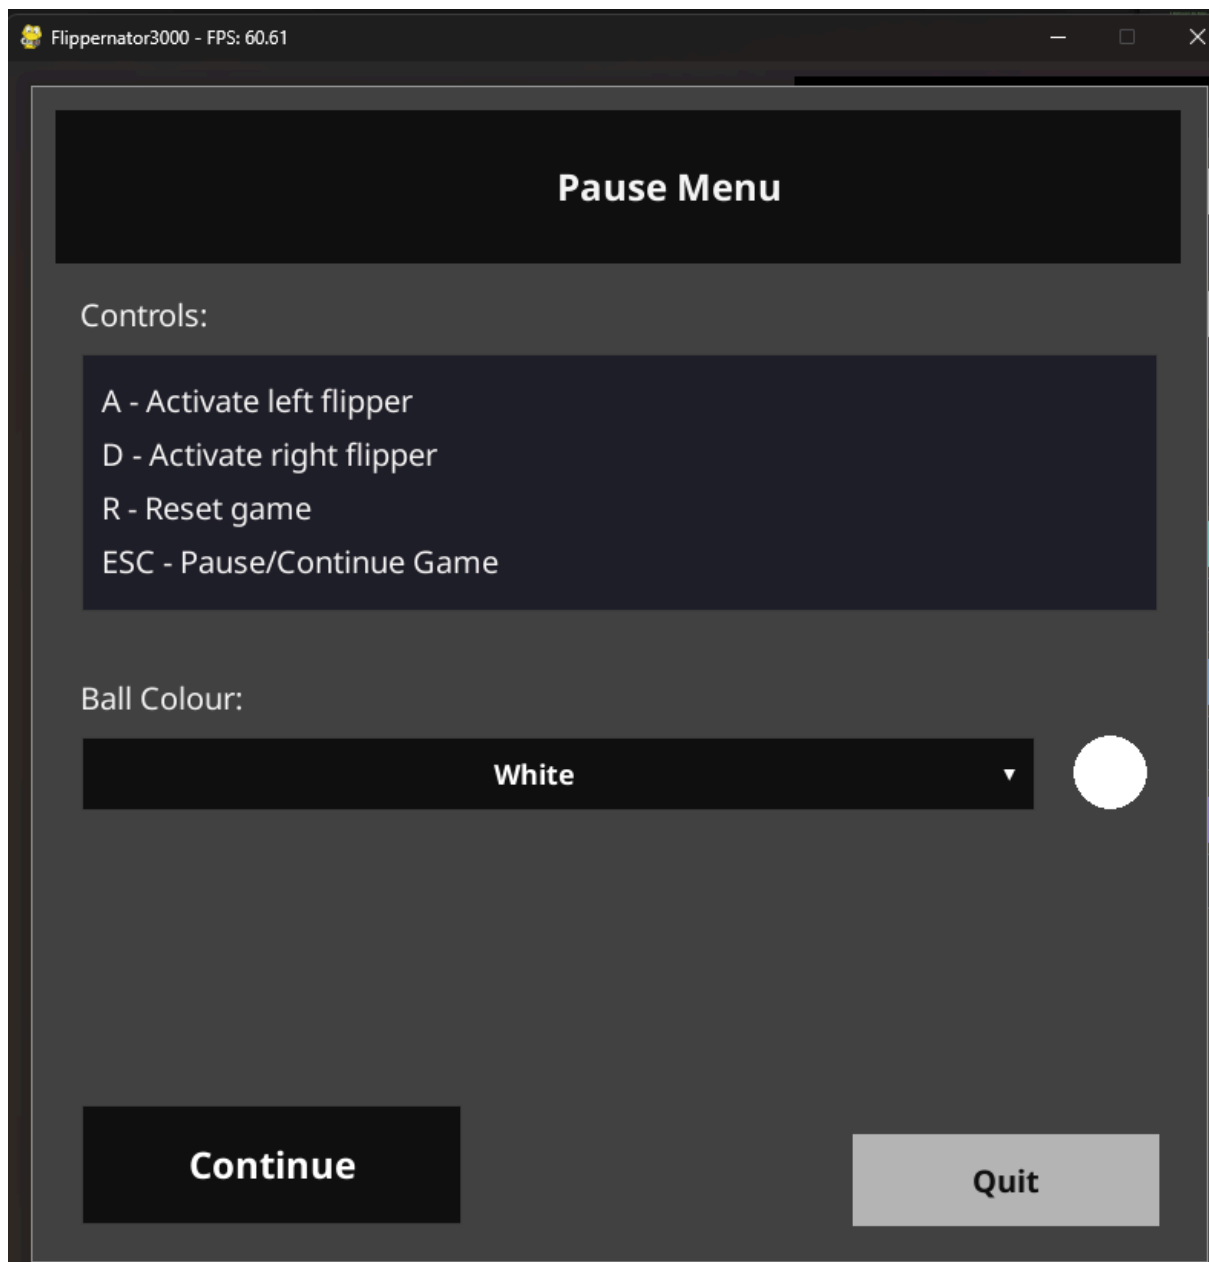 Flippernator3000 - FPS: 60.61
Pause Menu
Controls:
A - Activate left flipper
D - Activate right flipper
R - Reset game
ESC - Pause/Continue Game
Ball Colour:
White
Continue
Quit